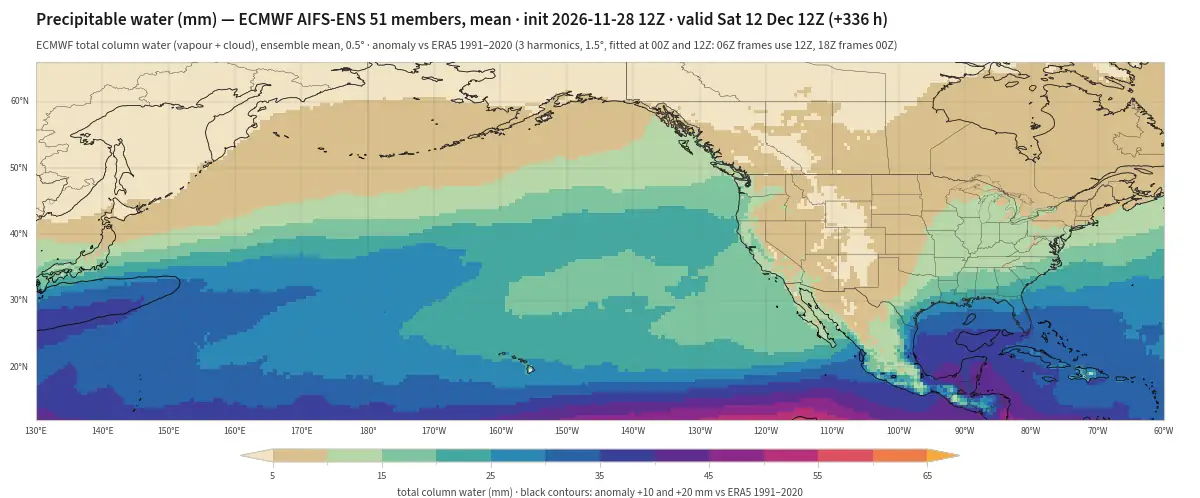 Precipitable water (mm) — ECMWF AIFS-ENS 51 members, mean · init 2026-11-28 12Z · valid Sat 12 Dec 12Z (+336 h)
ECMWF total column water (vapour + cloud), ensemble mean, 0.5° · anomaly vs ERA5 1991–2020 (3 harmonics, 1.5°, fitted at 00Z and 12Z: 06Z frames use 12Z, 18Z frames 00Z)
60°N
50°N
40°N
30°N
20°N
130°E 140°E 150°E 160°E 170°E 180° 170°W 160°W 150°W 140°W 130°W 120°W 110°W 100°W 90°W 80°W 70°W 60°W
5 15 25 35 45 55 65
total column water (mm) · black contours: anomaly +10 and +20 mm vs ERA5 1991–2020